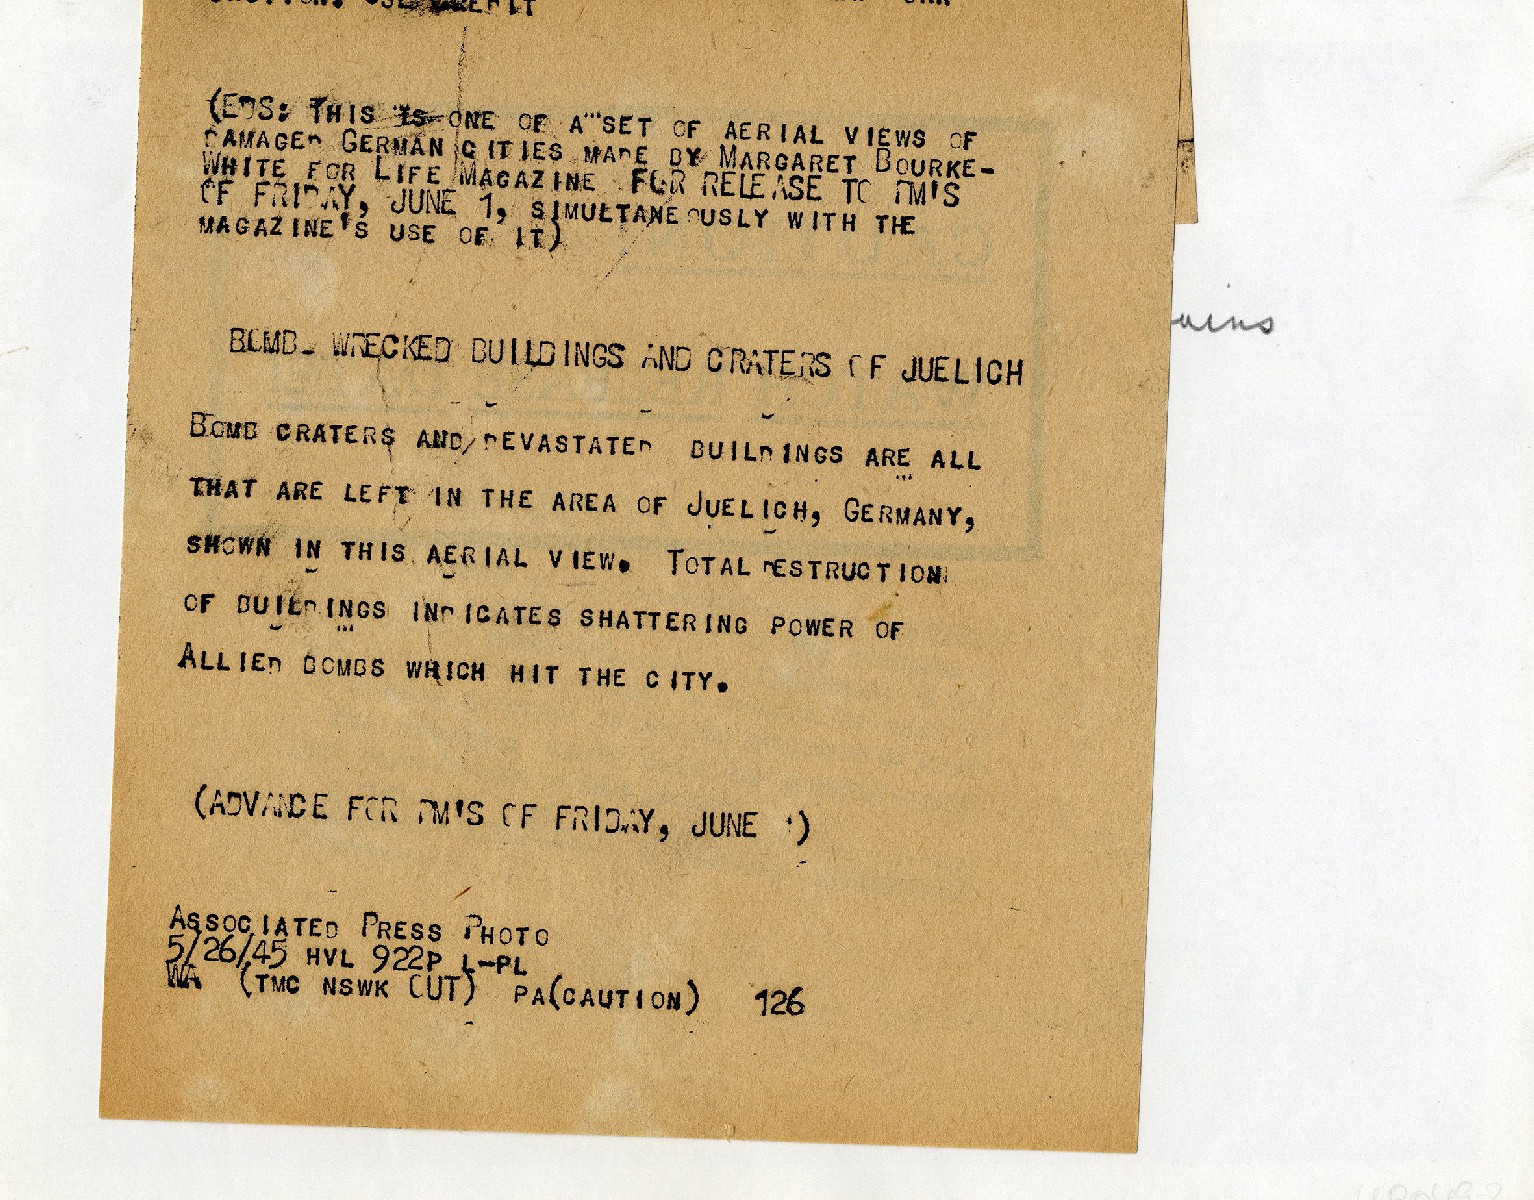 CAUTION: USE CREDIT
(EDS: THIS IS ONE OF A SET OF AERIAL VIEWS OF
DAMAGED GERMAN CITIES MADE BY MARGARET BOURKE-
WHITE FOR LIFE MAGAZINE FOR RELEASE TO PM'S
OF FRIDAY, JUNE 1, SIMULTANEOUSLY WITH THE
MAGAZINE'S USE OF IT)
BOMB- WRECKED BUILDINGS AND CRATERS OF JUELICH
BOMB CRATERS AND DEVASTATED BUILDINGS ARE ALL
THAT ARE LEFT IN THE AREA OF JUELICH, GERMANY,
SHOWN IN THIS AERIAL VIEW. TOTAL DESTRUCTION
OF BUILDINGS INDICATES SHATTERING POWER OF
ALLIED BOMBS WHICH HIT THE CITY.
(ADVANCE FOR PM'S OF FRIDAY, JUNE 1)
ASSOCIATED PRESS PHOTO
5/26/45 HVL 922P L-PL
WA (TMC NSWK OUT) PA(CAUTION) 126